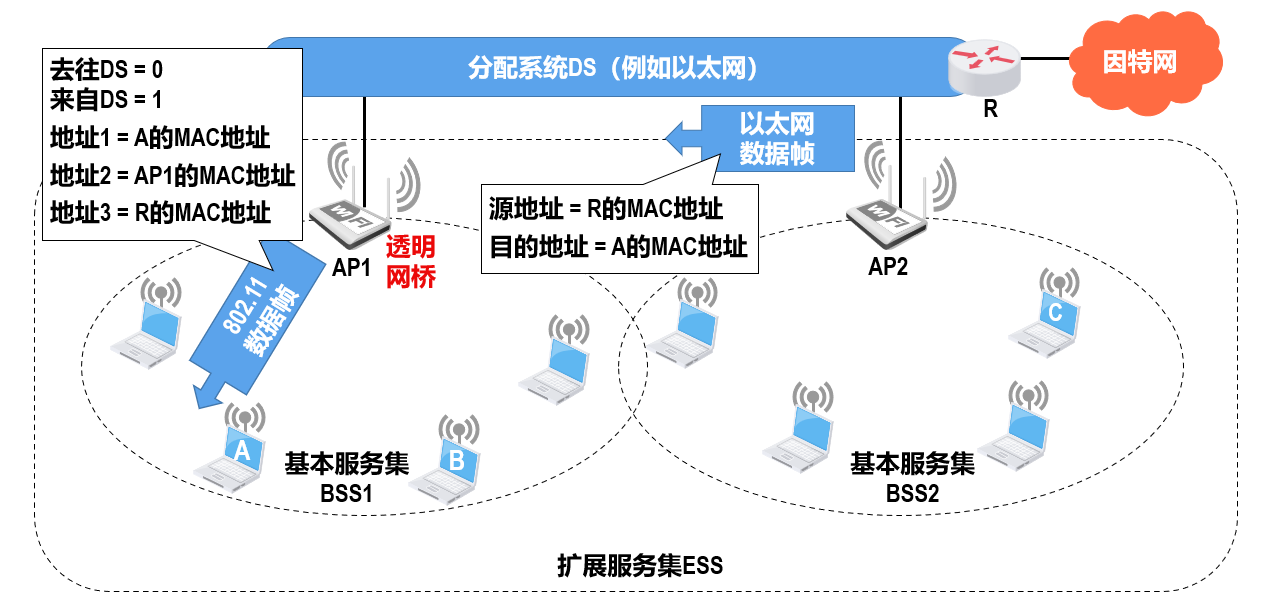 分配系统DS（例如以太网）
因特网
R
去往DS = 0
来自DS = 1
地址1 = A的MAC地址
地址2 = AP1的MAC地址
地址3 = R的MAC地址
以太网
数据帧
源地址 = R的MAC地址
目的地址 = A的MAC地址
WiFi
AP1
透明
网桥
WiFi
AP2
802.11
数据帧
C
A
B
基本服务集
BSS1
基本服务集
BSS2
扩展服务集ESS